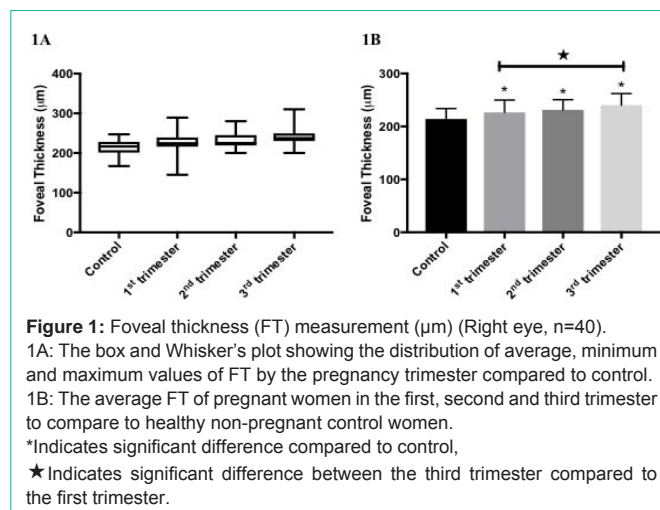 1A
400
300
200
100
0
Foveal Thickness (µm)
Control
1st trimester
2nd trimester
3rd trimester
1B
300
200
100
0
Foveal Thickness (µm)
★
* * *
Control
1st trimester
2nd trimester
3rd trimester
Figure 1: Foveal thickness (FT) measurement (µm) (Right eye, n=40).
1A: The box and Whisker's plot showing the distribution of average, minimum
and maximum values of FT by the pregnancy trimester compared to control.
1B: The average FT of pregnant women in the first, second and third trimester
to compare to healthy non-pregnant control women.
*Indicates significant difference compared to control,
★Indicates significant difference between the third trimester compared to
the first trimester.